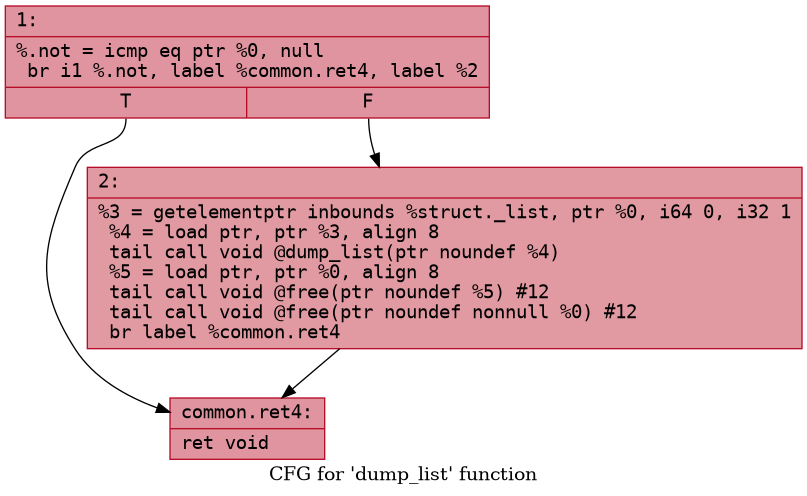 1:
%.not = icmp eq ptr %0, null
br i1 %.not, label %common.ret4, label %2
T F
2:
%3 = getelementptr inbounds %struct._list, ptr %0, i64 0, i32 1
%4 = load ptr, ptr %3, align 8
tail call void @dump_list(ptr noundef %4)
%5 = load ptr, ptr %0, align 8
tail call void @free(ptr noundef %5) #12
tail call void @free(ptr noundef nonnull %0) #12
br label %common.ret4
common.ret4:
ret void
CFG for 'dump_list' function